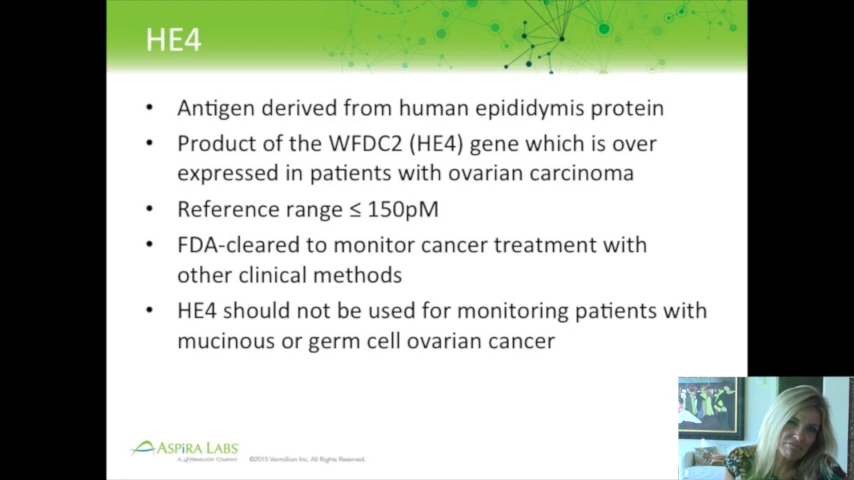 HE4
• Antigen derived from human epididymis protein
• Product of the WFDC2 (HE4) gene which is over
expressed in patients with ovarian carcinoma
• Reference range ≤ 150pM
• FDA-cleared to monitor cancer treatment with
other clinical methods
• HE4 should not be used for monitoring patients with
mucinous or germ cell ovarian cancer
ASPiRA LABS
A VERMILLION COMPANY
©2015 Vermillion Inc. All Rights Reserved.